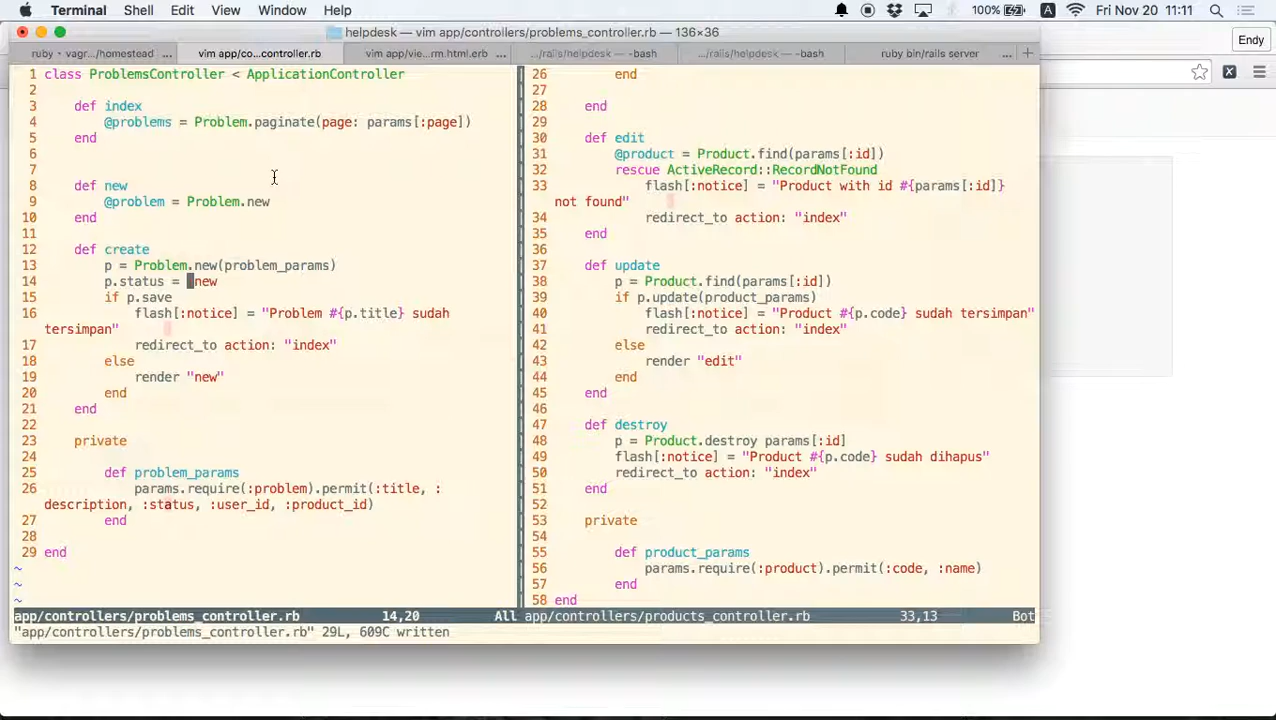 Terminal Shell Edit View Window Help 100% A Fri Nov 20 11:11
helpdesk — vim app/controllers/problems_controller.rb — 136×36
ruby • vagr.../homestead ... vim app/co...controller.rb vim app/vie...rm.html.erb ... .../rails/helpdesk — -bash .../rails/helpdesk — -bash ruby bin/rails server ... +
Endy
1 class ProblemsController < ApplicationController
2
3     def index
4         @problems = Problem.paginate(page: params[:page])
5     end
6
7
8     def new
9         @problem = Problem.new
10     end
11
12     def create
13         p = Problem.new(problem_params)
14         p.status = new
15         if p.save
16             flash[:notice] = "Problem #{p.title} sudah
tersimpan"
17             redirect_to action: "index"
18         else
19             render "new"
20         end
21     end
22
23     private
24
25         def problem_params
26             params.require(:problem).permit(:title, :
description, :status, :user_id, :product_id)
27         end
28
29 end
~
~
~
app/controllers/problems_controller.rb 14,20 All
"app/controllers/problems_controller.rb" 29L, 609C written
26         end
27
28     end
29
30     def edit
31         @product = Product.find(params[:id])
32         rescue ActiveRecord::RecordNotFound
33             flash[:notice] = "Product with id #{params[:id]}
not found"
34             redirect_to action: "index"
35     end
36
37     def update
38         p = Product.find(params[:id])
39         if p.update(product_params)
40             flash[:notice] = "Product #{p.code} sudah tersimpan"
41             redirect_to action: "index"
42         else
43             render "edit"
44         end
45     end
46
47     def destroy
48         p = Product.destroy params[:id]
49         flash[:notice] = "Product #{p.code} sudah dihapus"
50         redirect_to action: "index"
51     end
52
53     private
54
55         def product_params
56             params.require(:product).permit(:code, :name)
57         end
58 end
app/controllers/products_controller.rb 33,13 Bot